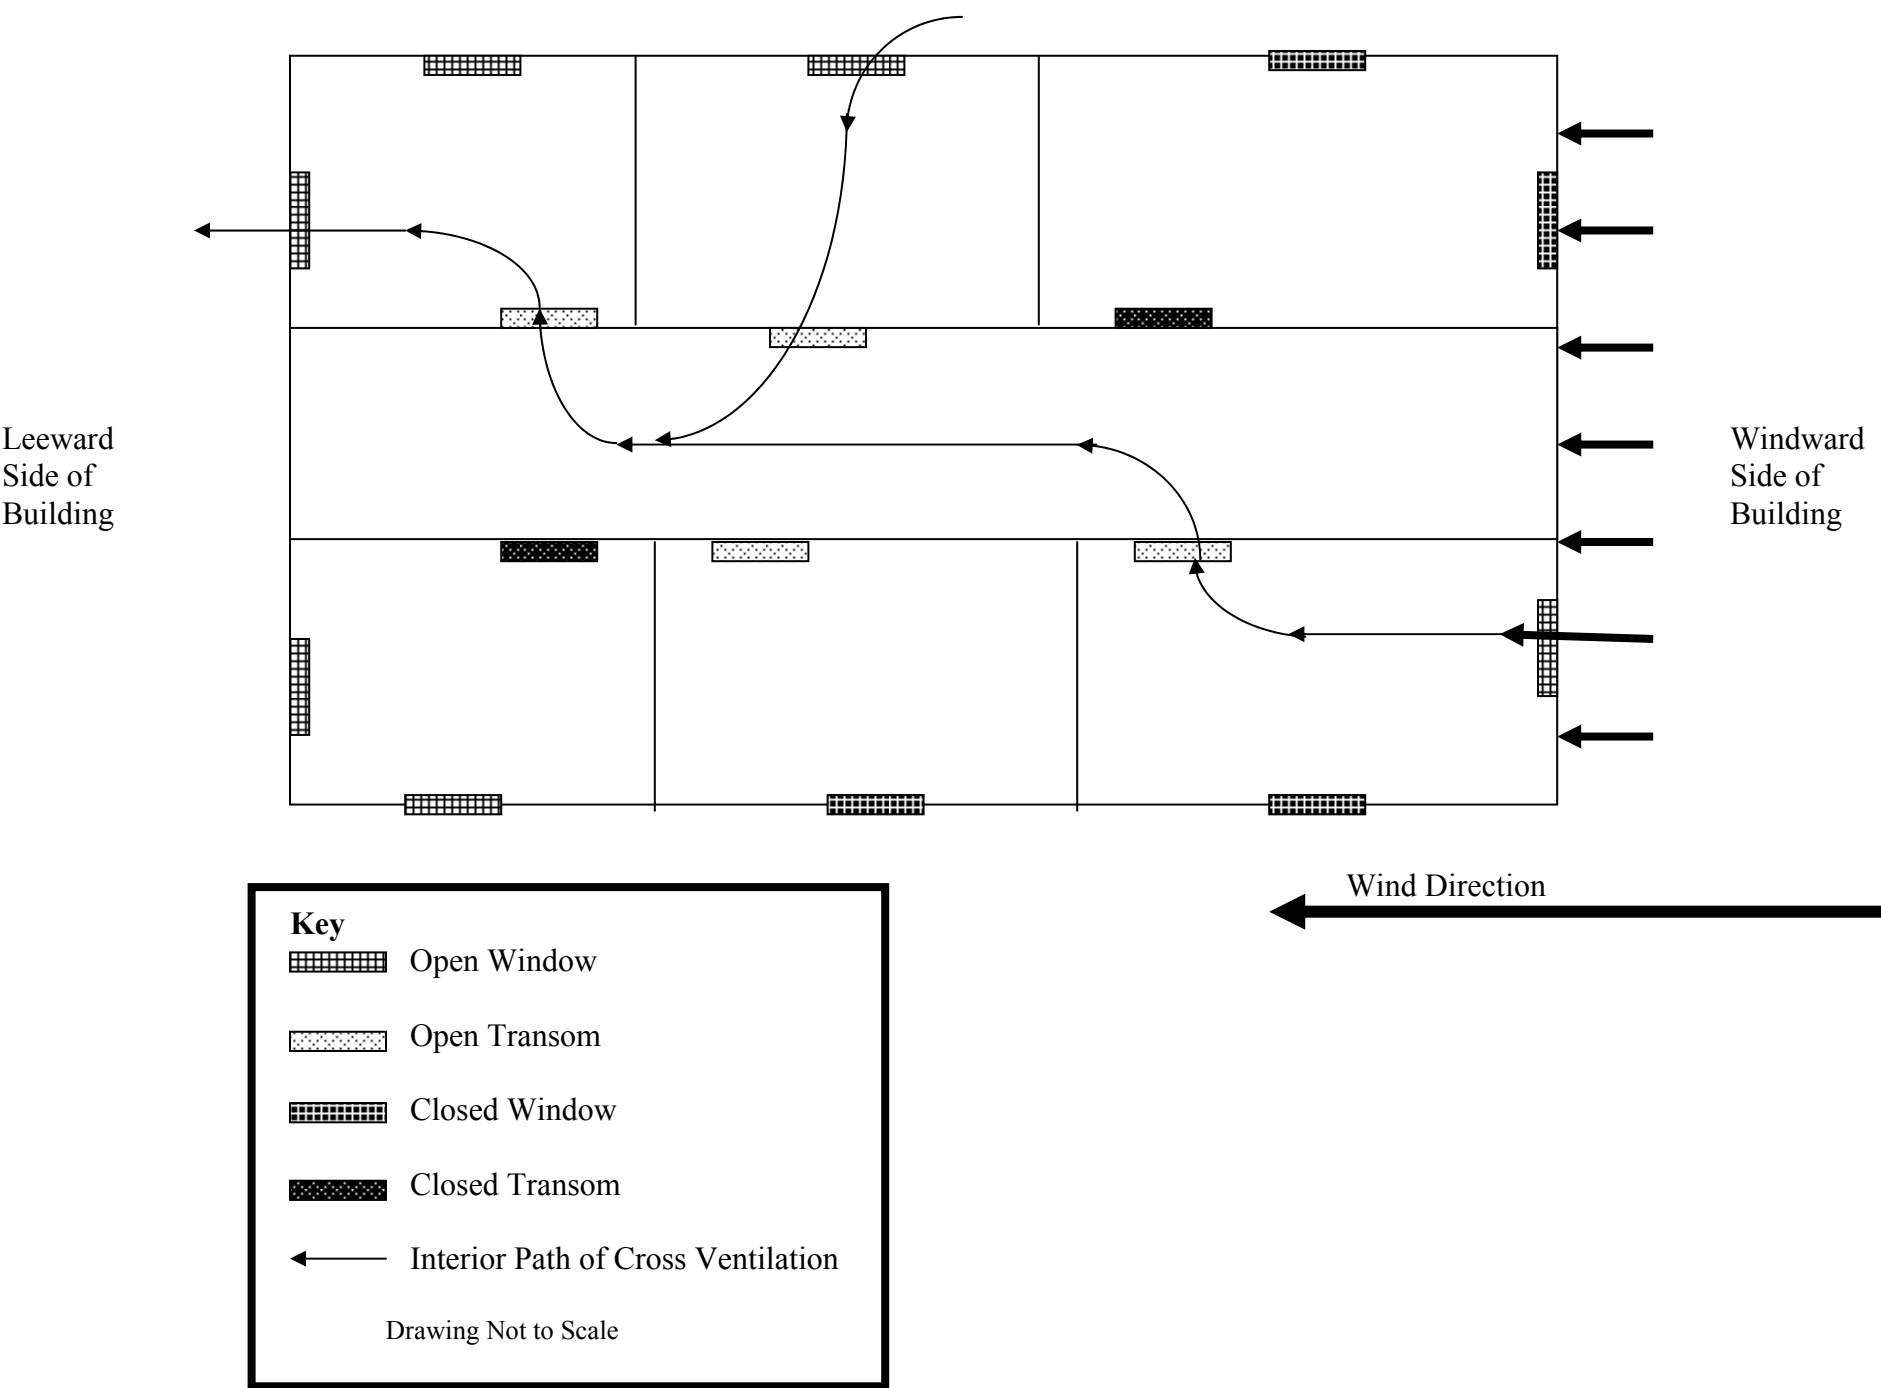 Leeward
Side of
Building
Windward
Side of
Building
Wind Direction
Key
Open Window
Open Transom
Closed Window
Closed Transom
Interior Path of Cross Ventilation
Drawing Not to Scale